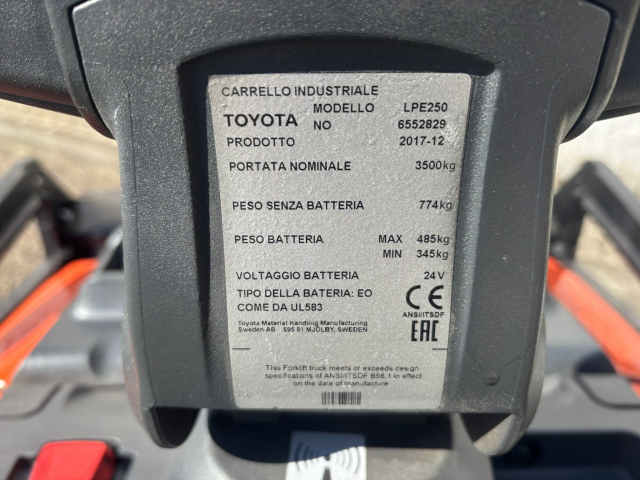 CARRELLO INDUSTRIALE
MODELLO LPE250
TOYOTA NO 6552829
PRODOTTO 2017-12
PORTATA NOMINALE 3500kg
PESO SENZA BATTERIA 774kg
PESO BATTERIA MAX 485kg
MIN 345kg
VOLTAGGIO BATTERIA 24V
TIPO DELLA BATERIA: EO
COME DA UL583
CE
ANSI/ITSDF
EAC
Toyota Material Handling Manufacturing
Sweden AB 595 81 MJÖLBY, SWEDEN
This Forklift truck meets or exceeds design
specifications of ANSI/ITSDF B56.1 in effect
on the date of manufacture